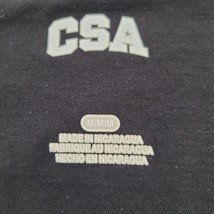 CSA
M/M/M
MADE IN NICARAGUA
FABRIQUE AU NICARAGUA
HECHO EN NICARAGUA